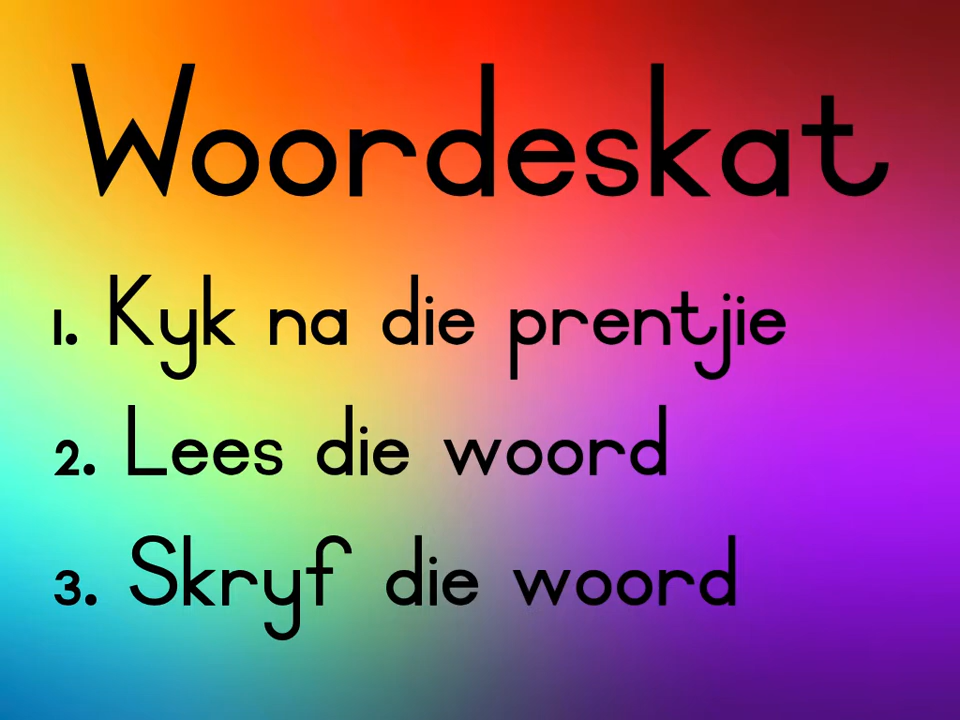 Woordeskat
1. Kyk na die prentjie
2. Lees die woord
3. Skryf die woord